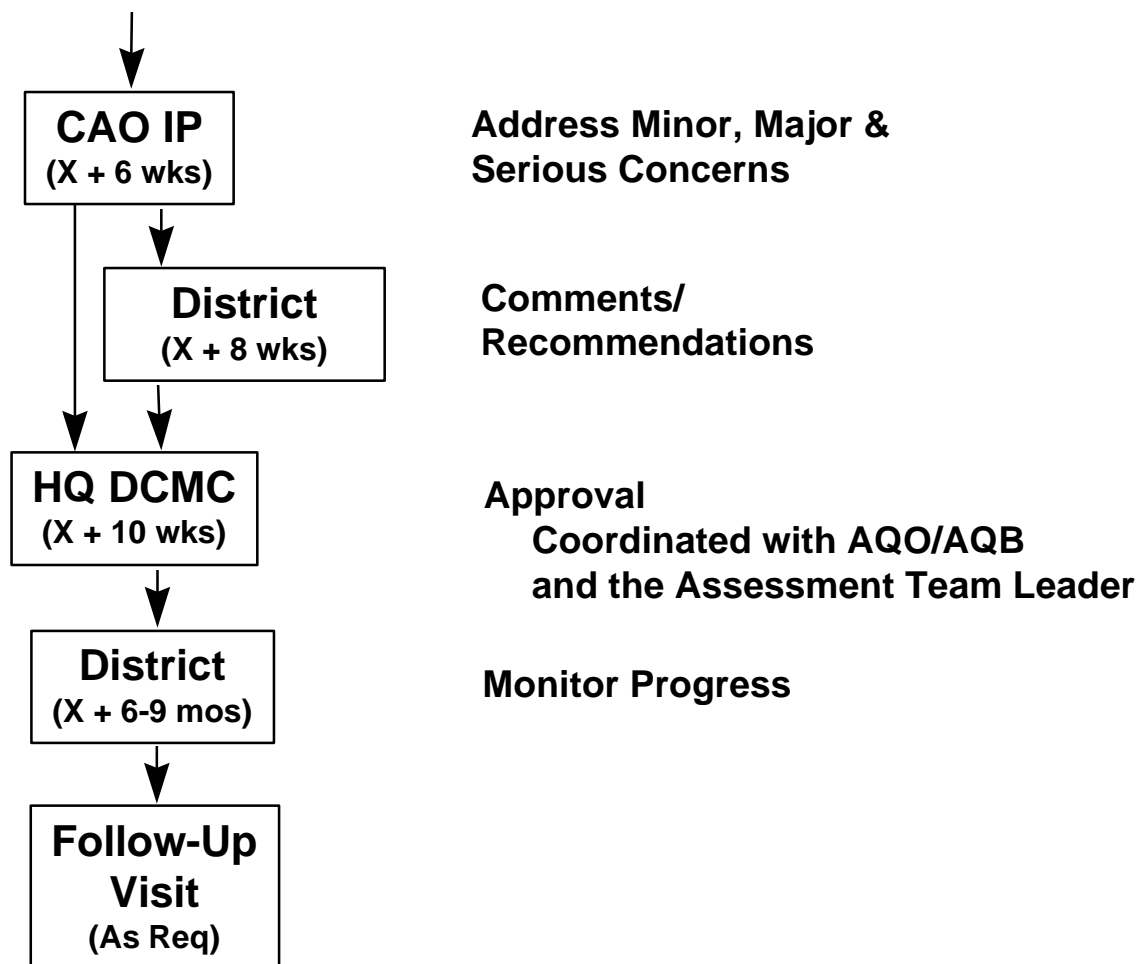 CAO IP
(X + 6 wks)
Address Minor, Major &
Serious Concerns
District
(X + 8 wks)
Comments/
Recommendations
HQ DCMC
(X + 10 wks)
Approval
Coordinated with AQO/AQB
and the Assessment Team Leader
District
(X + 6-9 mos)
Monitor Progress
Follow-Up
Visit
(As Req)